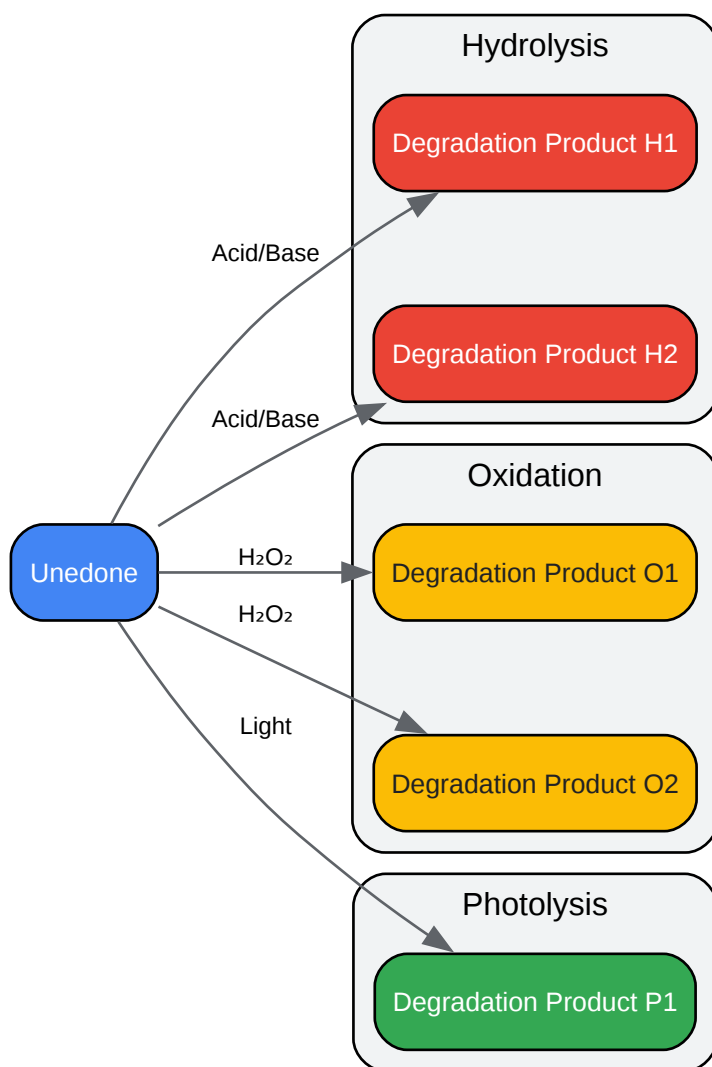 Hydrolysis
Degradation Product H1
Acid/Base
Degradation Product H2
Acid/Base
Oxidation
Unedone
H₂O₂
Degradation Product O1
H₂O₂
Light
Degradation Product O2
Photolysis
Degradation Product P1